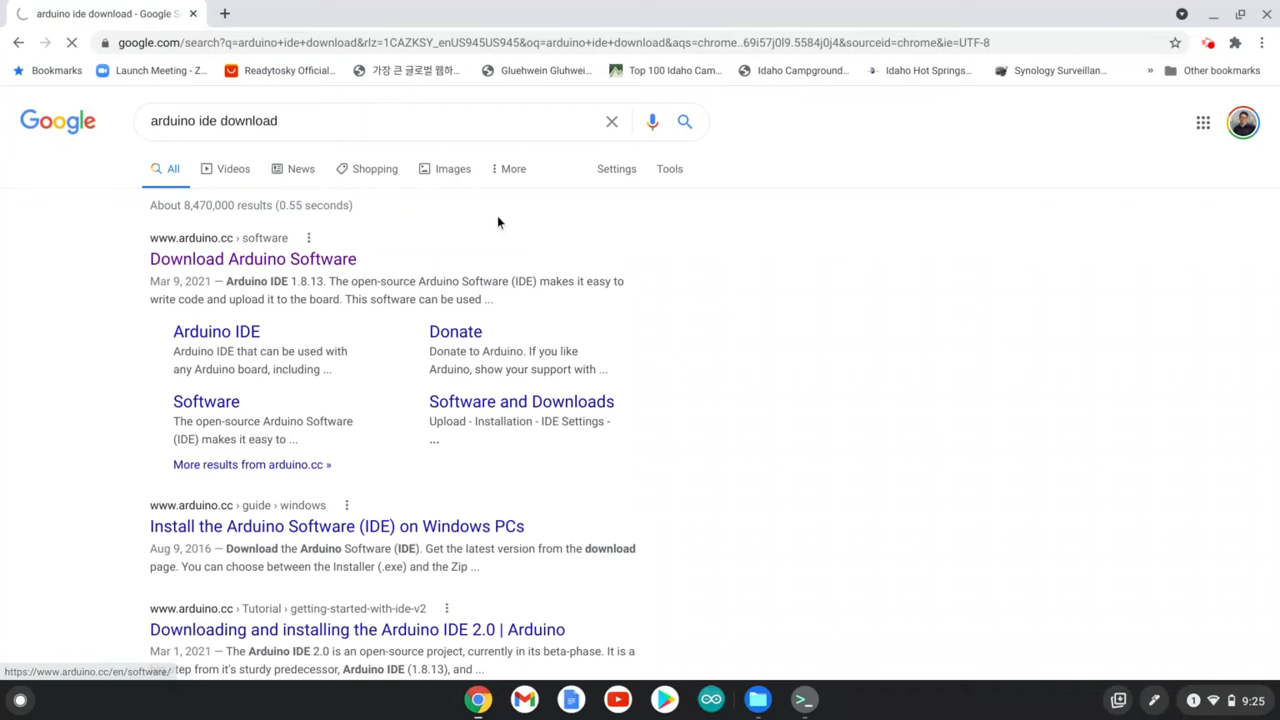 arduino ide download - Google S
google.com/search?q=arduino+ide+download&rlz=1CAZKSY_enUS945US945&oq=arduino+ide+download&aqs=chrome..69i57j0l9.5584j0j4&sourceid=chrome&ie=UTF-8
Bookmarks Launch Meeting - Z... Readytosky Official... 가장 큰 글로벌 웹하... Gluehwein Gluhwei... Top 100 Idaho Cam... Idaho Campground... Idaho Hot Springs... Synology Surveillan... » Other bookmarks
Google arduino ide download
All Videos News Shopping Images More Settings Tools
About 8,470,000 results (0.55 seconds)
www.arduino.cc › software
Download Arduino Software
Mar 9, 2021 — Arduino IDE 1.8.13. The open-source Arduino Software (IDE) makes it easy to
write code and upload it to the board. This software can be used ...
Arduino IDE
Arduino IDE that can be used with
any Arduino board, including ...
Donate
Donate to Arduino. If you like
Arduino, show your support with ...
Software
The open-source Arduino Software
(IDE) makes it easy to ...
Software and Downloads
Upload - Installation - IDE Settings -
...
More results from arduino.cc »
www.arduino.cc › guide › windows
Install the Arduino Software (IDE) on Windows PCs
Aug 9, 2016 — Download the Arduino Software (IDE). Get the latest version from the download
page. You can choose between the Installer (.exe) and the Zip ...
www.arduino.cc › Tutorial › getting-started-with-ide-v2
Downloading and installing the Arduino IDE 2.0 | Arduino
Mar 1, 2021 — The Arduino IDE 2.0 is an open-source project, currently in its beta-phase. It is a
step from it's sturdy predecessor, Arduino IDE (1.8.13), and ...
https://www.arduino.cc/en/software/
1 9:25